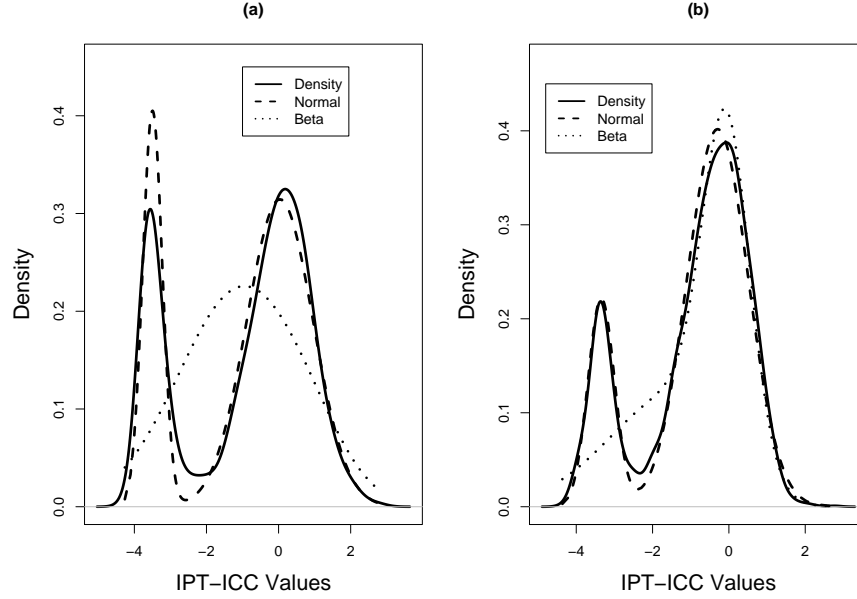 (a)
Density
Normal
Beta
0.0
0.1
0.2
0.3
0.4
Density
−4
−2
0
2
IPT−ICC Values
(b)
Density
Normal
Beta
0.0
0.1
0.2
0.3
0.4
Density
−4
−2
0
2
IPT−ICC Values